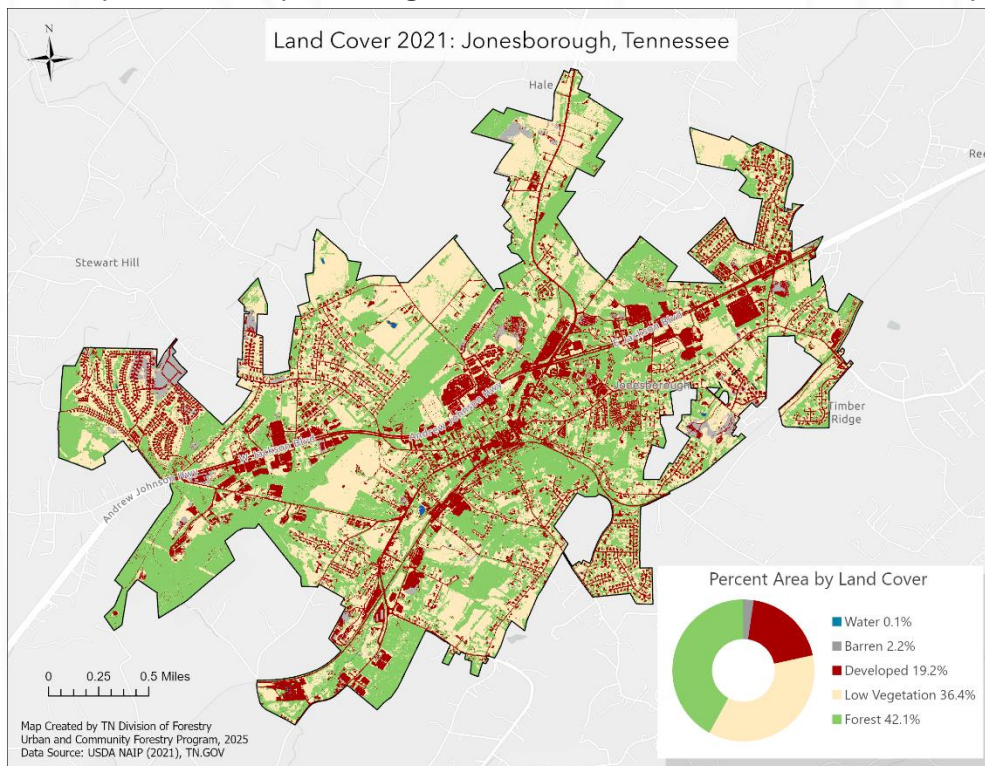 N
Land Cover 2021: Jonesborough, Tennessee
Hale
Stewart Hill
Jonesborough
Timber
Ridge
W Jackson Blvd
Andrew Johnson Hwy
Andrew Johnson Hwy
0 0.25 0.5 Miles
Map Created by TN Division of Forestry
Urban and Community Forestry Program, 2025
Data Source: USDA NAIP (2021), TN.GOV
Percent Area by Land Cover
Water 0.1%
Barren 2.2%
Developed 19.2%
Low Vegetation 36.4%
Forest 42.1%